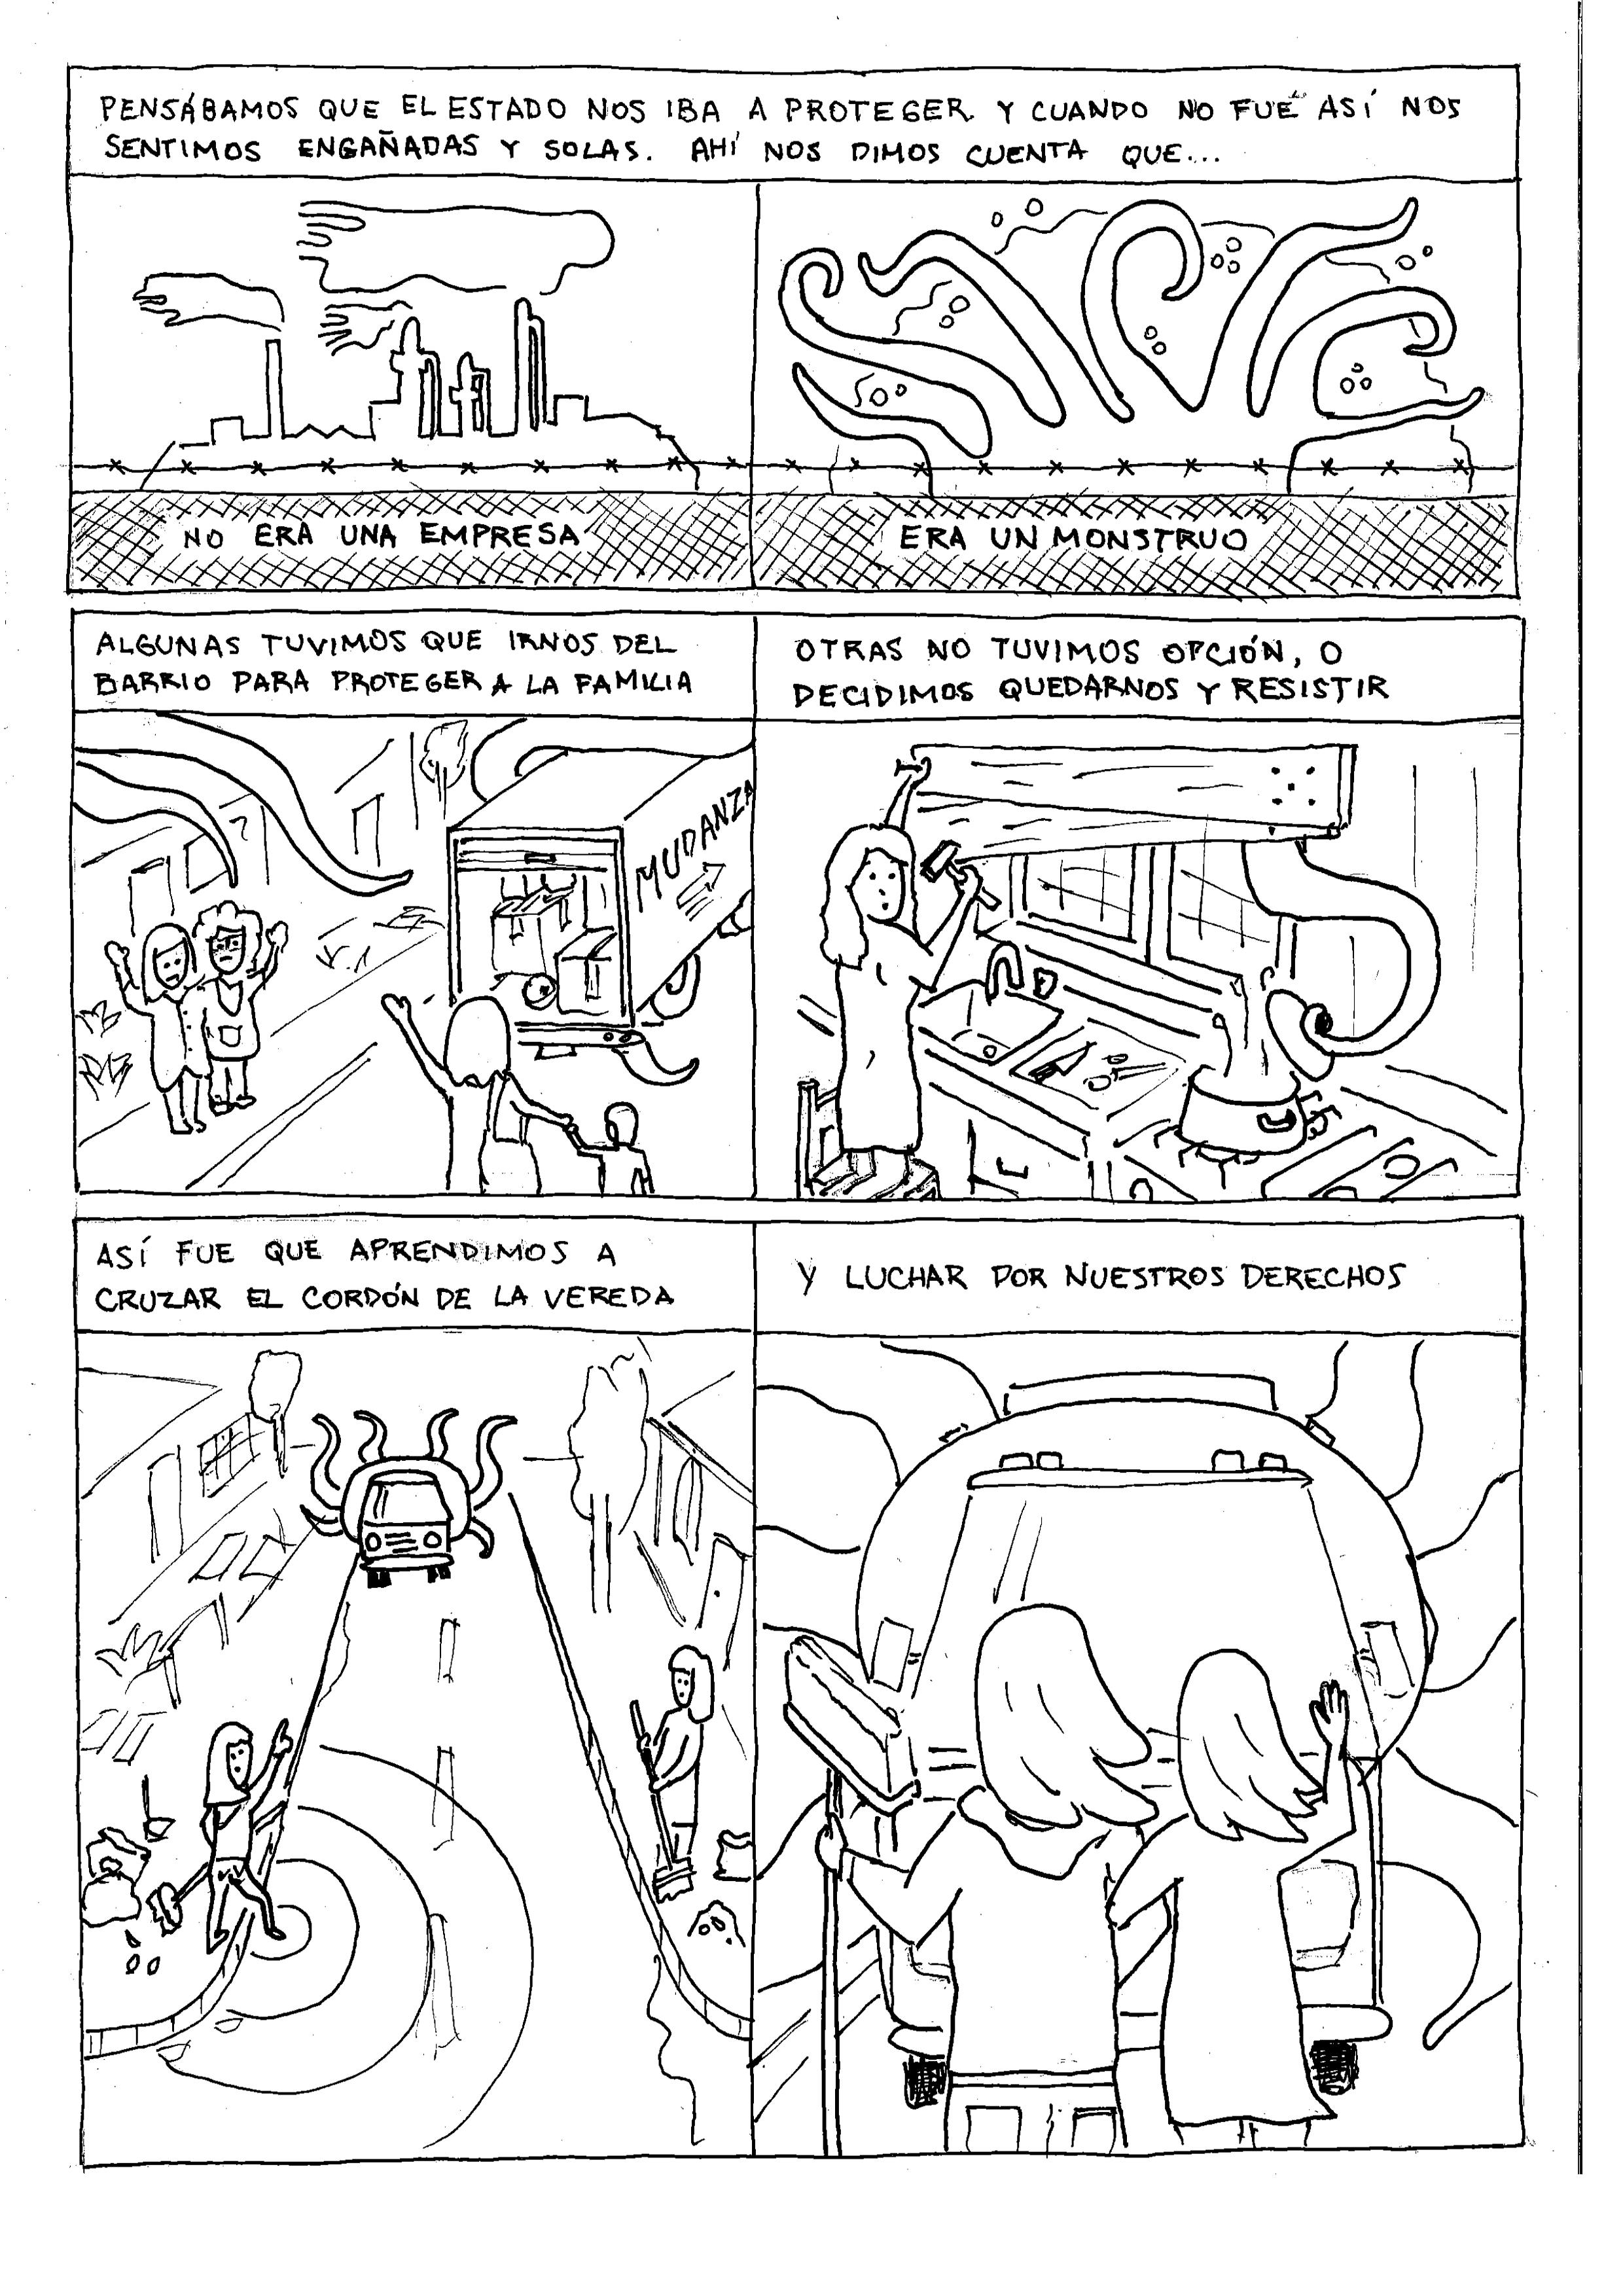 PENSÁBAMOS QUE EL ESTADO NOS IBA A PROTEGER Y CUANDO NO FUÉ ASÍ NOS
SENTIMOS ENGAÑADAS Y SOLAS. AHÍ NOS DIMOS CUENTA QUE...
NO ERA UNA EMPRESA
ERA UN MONSTRUO
ALGUNAS TUVIMOS QUE IRNOS DEL
BARRIO PARA PROTEGER A LA FAMILIA
MUDANZA
OTRAS NO TUVIMOS OPCIÓN, O
DECIDIMOS QUEDARNOS Y RESISTIR
ASÍ FUE QUE APRENDIMOS A
CRUZAR EL CORDÓN DE LA VEREDA
Y LUCHAR POR NUESTROS DERECHOS